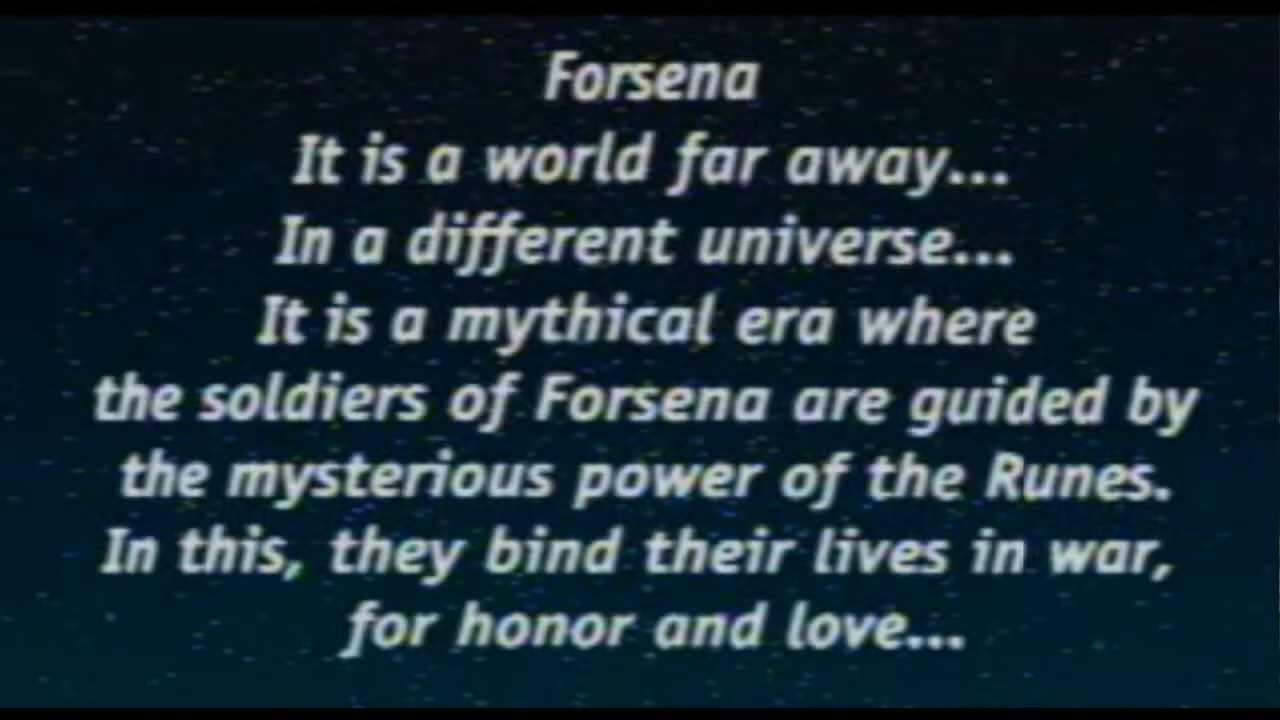 Forsena
It is a world far away...
In a different universe...
It is a mythical era where
the soldiers of Forsena are guided by
the mysterious power of the Runes.
In this, they bind their lives in war,
for honor and love...